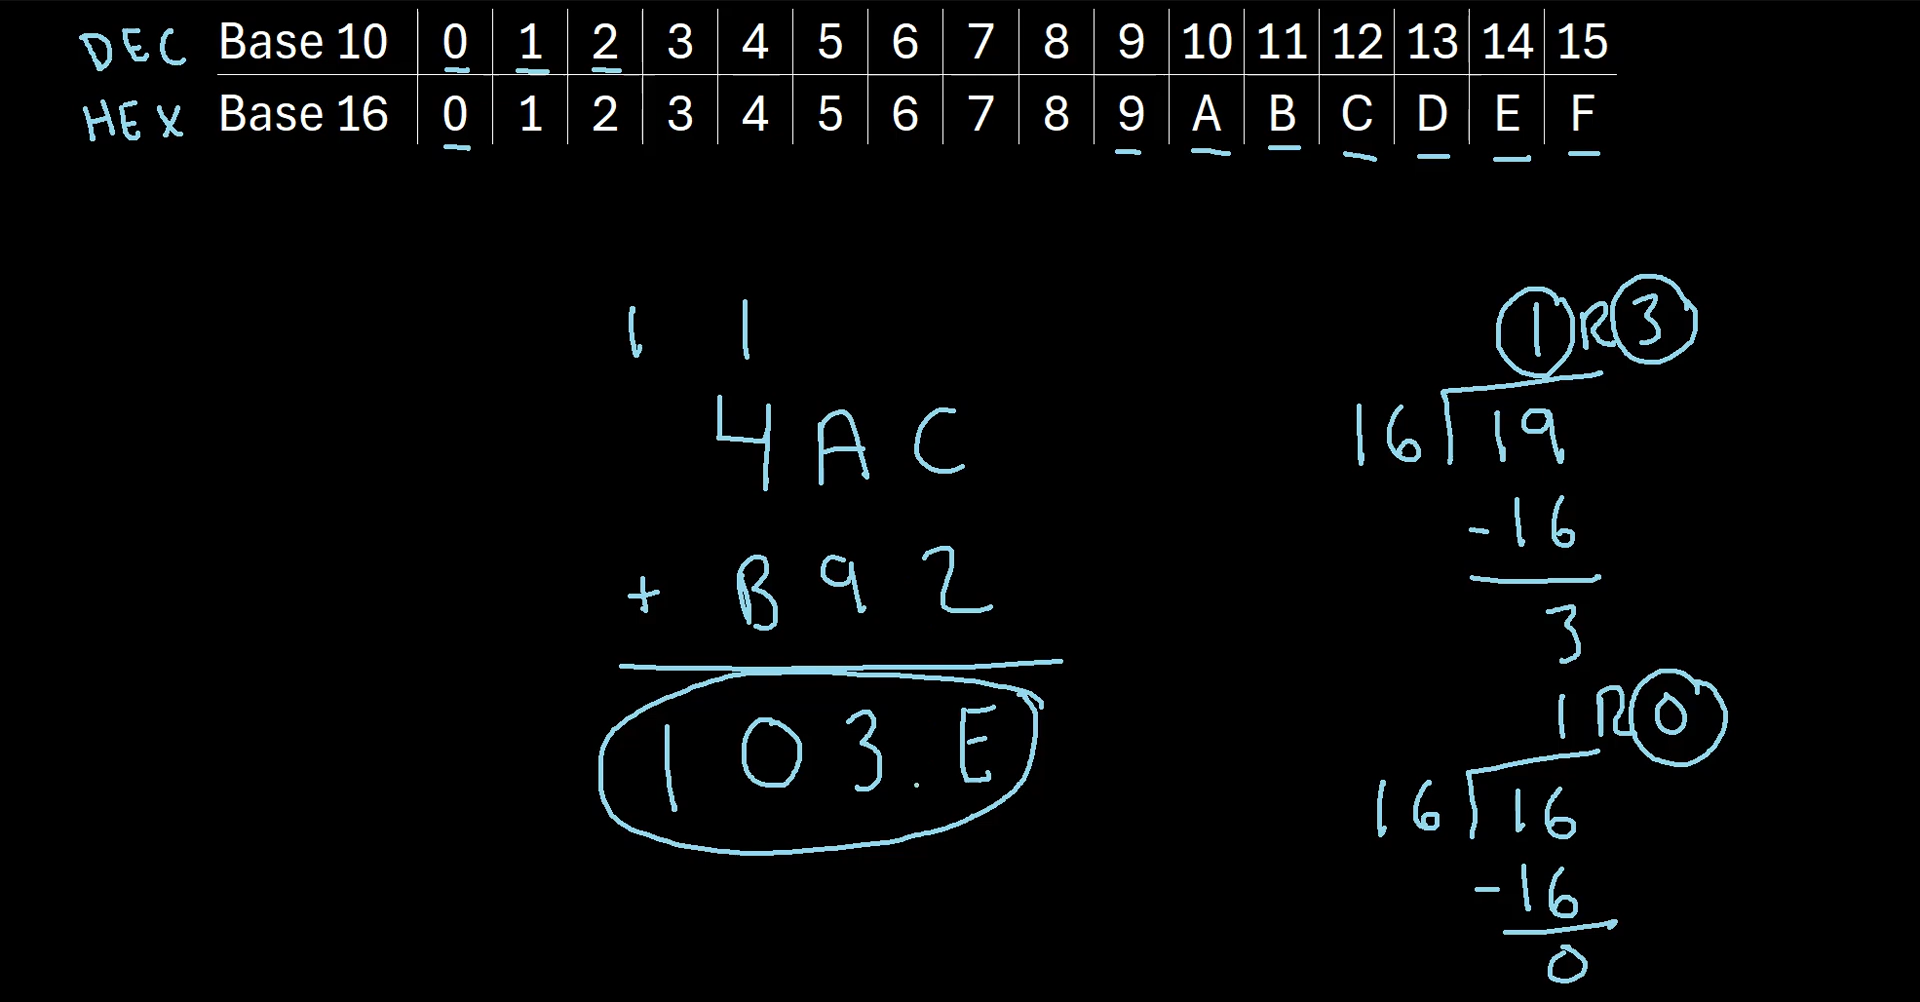 DEC Base 10 0 1 2 3 4 5 6 7 8 9 10 11 12 13 14 15
HEX Base 16 0 1 2 3 4 5 6 7 8 9 A B C D E F
1 1
4 A C
+ B 9 2
1 0 3 . E
1 R 3
16 19
-16
3
1 R 0
16 16
-16
0